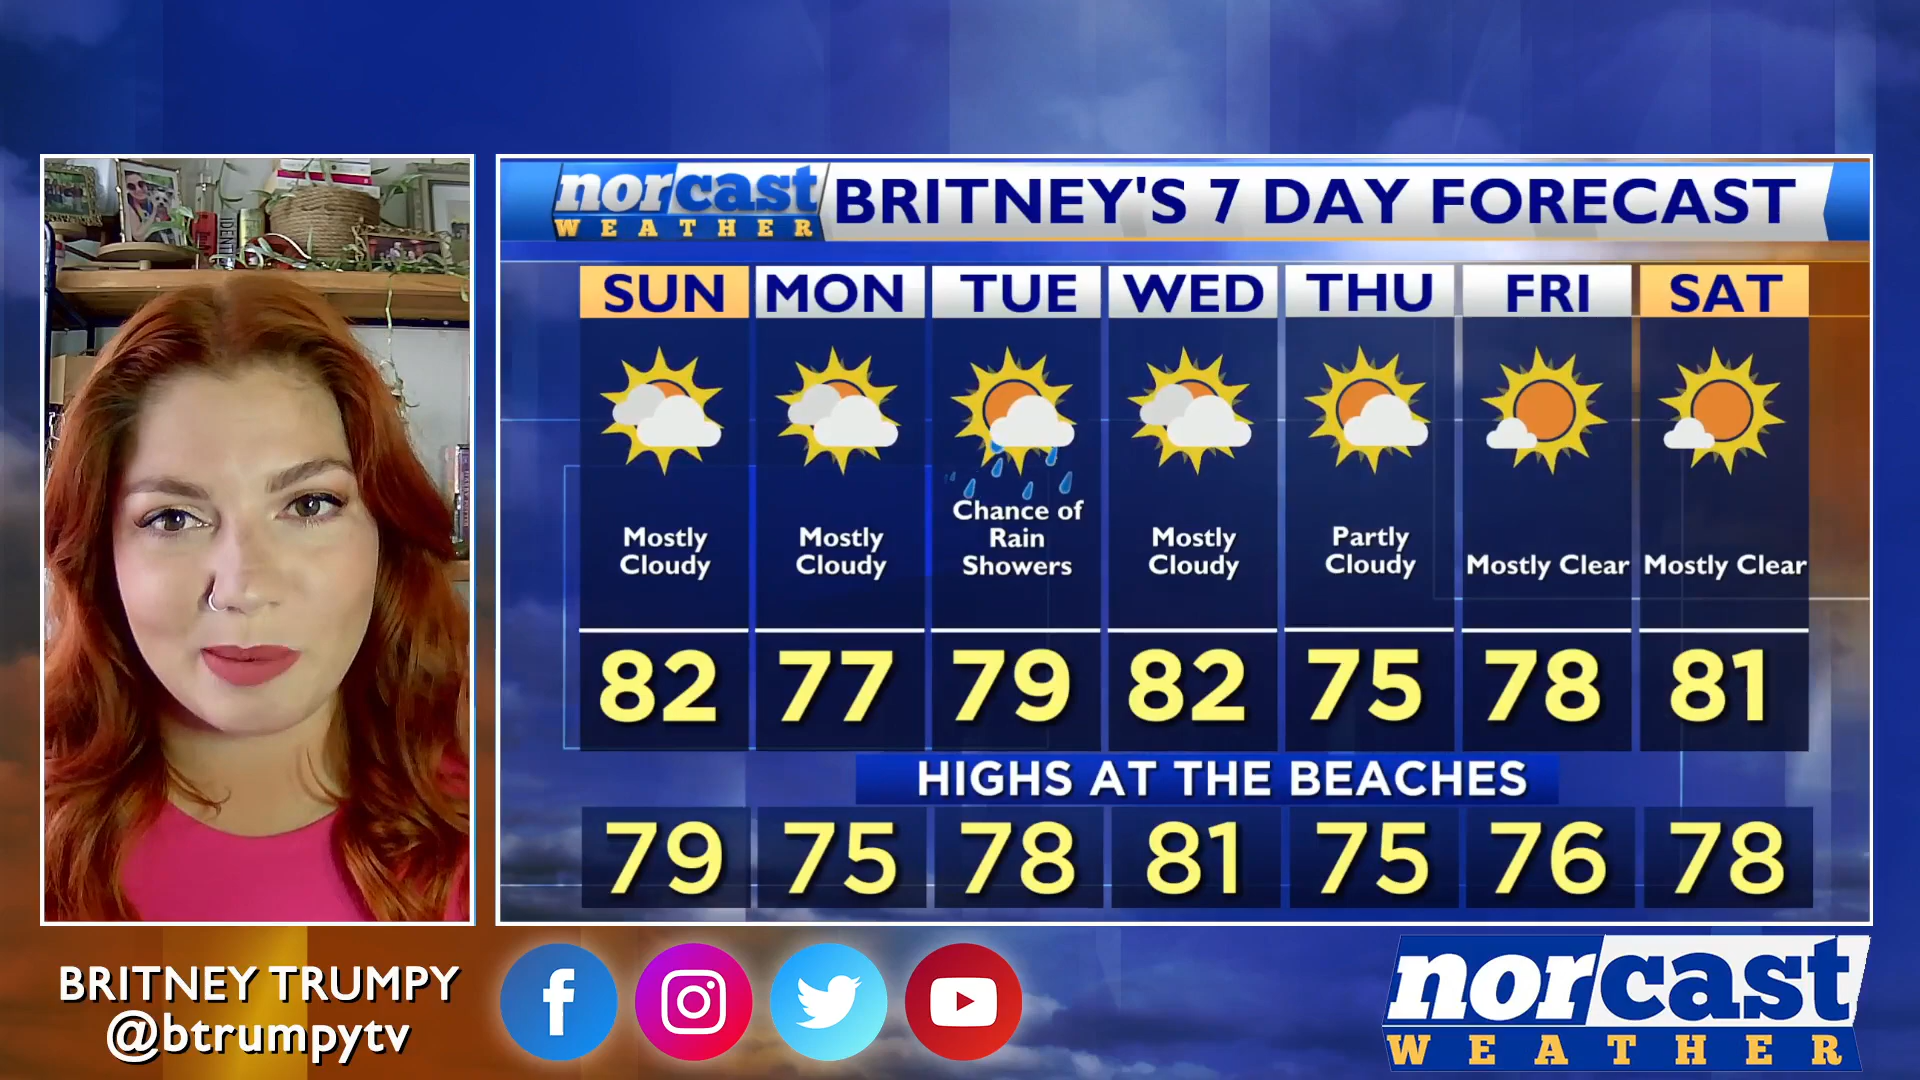 norcast
WEATHER
BRITNEY'S 7 DAY FORECAST
SUN MON TUE WED THU FRI SAT
Mostly
Cloudy
Mostly
Cloudy
Chance of
Rain
Showers
Mostly
Cloudy
Partly
Cloudy
Mostly Clear
Mostly Clear
82 77 79 82 75 78 81
HIGHS AT THE BEACHES
79 75 78 81 75 76 78
BRITNEY TRUMPY
@btrumpytv
f
norcast
WEATHER